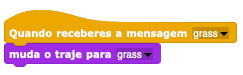 Quando receberes a mensagem grass
muda o traje para grass